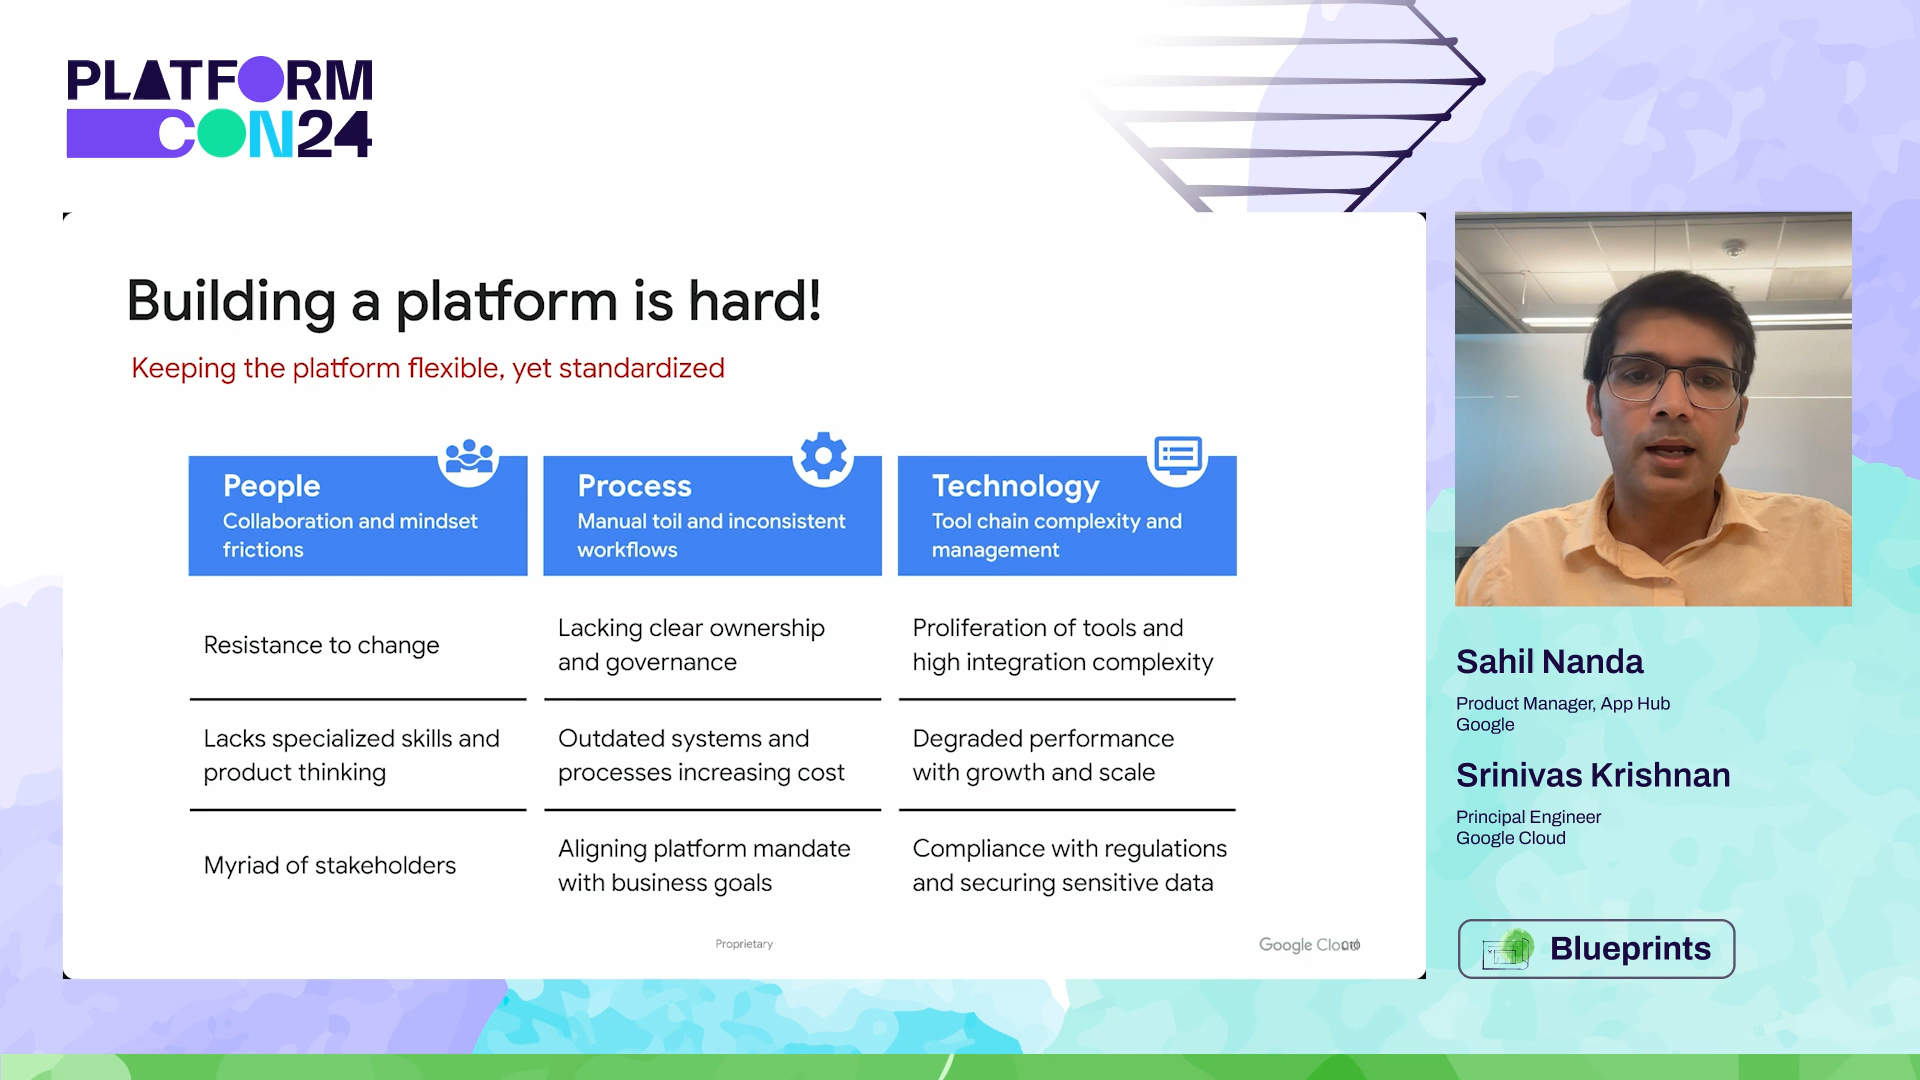 PLATFORM
CON24
Building a platform is hard!
Keeping the platform flexible, yet standardized
People
Collaboration and mindset
frictions
Process
Manual toil and inconsistent
workflows
Technology
Tool chain complexity and
management
Resistance to change
Lacking clear ownership
and governance
Proliferation of tools and
high integration complexity
Lacks specialized skills and
product thinking
Outdated systems and
processes increasing cost
Degraded performance
with growth and scale
Myriad of stakeholders
Aligning platform mandate
with business goals
Compliance with regulations
and securing sensitive data
Proprietary
Google Cloud
Sahil Nanda
Product Manager, App Hub
Google
Srinivas Krishnan
Principal Engineer
Google Cloud
Blueprints